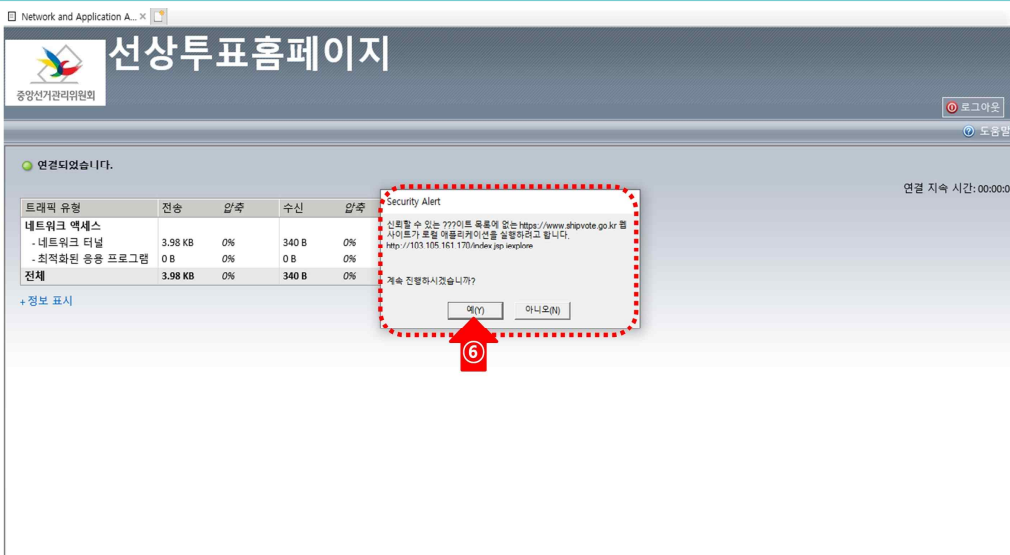 Network and Application A...
선상투표홈페이지
중앙선거관리위원회
로그아웃
도움말
연결되었습니다.
연결 지속 시간: 00:00:0
트래픽 유형 전송 압축 수신 압축
네트워크 액세스
- 네트워크 터널 3.98 KB 0% 340 B 0%
- 최적화된 응용 프로그램 0 B 0% 0 B 0%
전체 3.98 KB 0% 340 B 0%
+ 정보 표시
Security Alert
신뢰할 수 있는 ???이트 목록에 없는 https://www.shipvote.go.kr 웹
사이트가 로컬 애플리케이션을 실행하려고 합니다.
http://103.105.161.170/index.jsp iexplore
계속 진행하시겠습니까?
예(Y) 아니오(N)
⑥